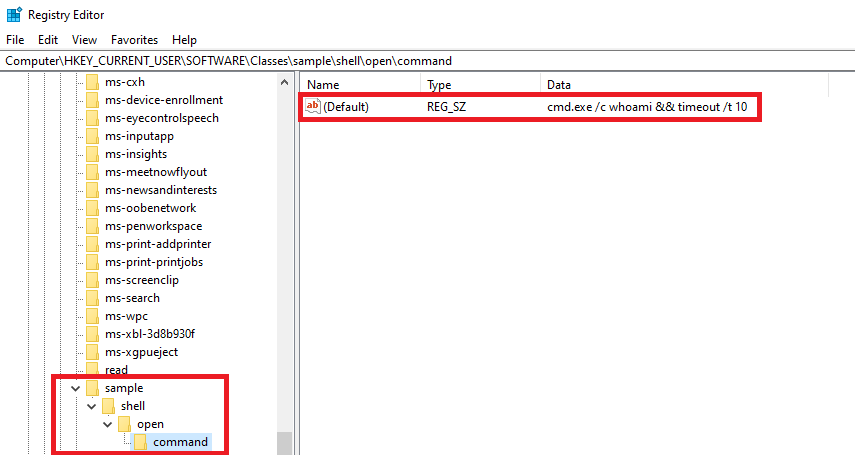 Registry Editor
File Edit View Favorites Help
Computer\HKEY_CURRENT_USER\SOFTWARE\Classes\sample\shell\open\command
ms-cxh
ms-device-enrollment
ms-eyecontrolspeech
ms-inputapp
ms-insights
ms-meetnowflyout
ms-newsandinterests
ms-oobenetwork
ms-penworkspace
ms-print-addprinter
ms-print-printjobs
ms-screenclip
ms-search
ms-wpc
ms-xbl-3d8b930f
ms-xgpueject
read
sample
shell
open
command
Name Type Data
ab (Default) REG_SZ cmd.exe /c whoami && timeout /t 10